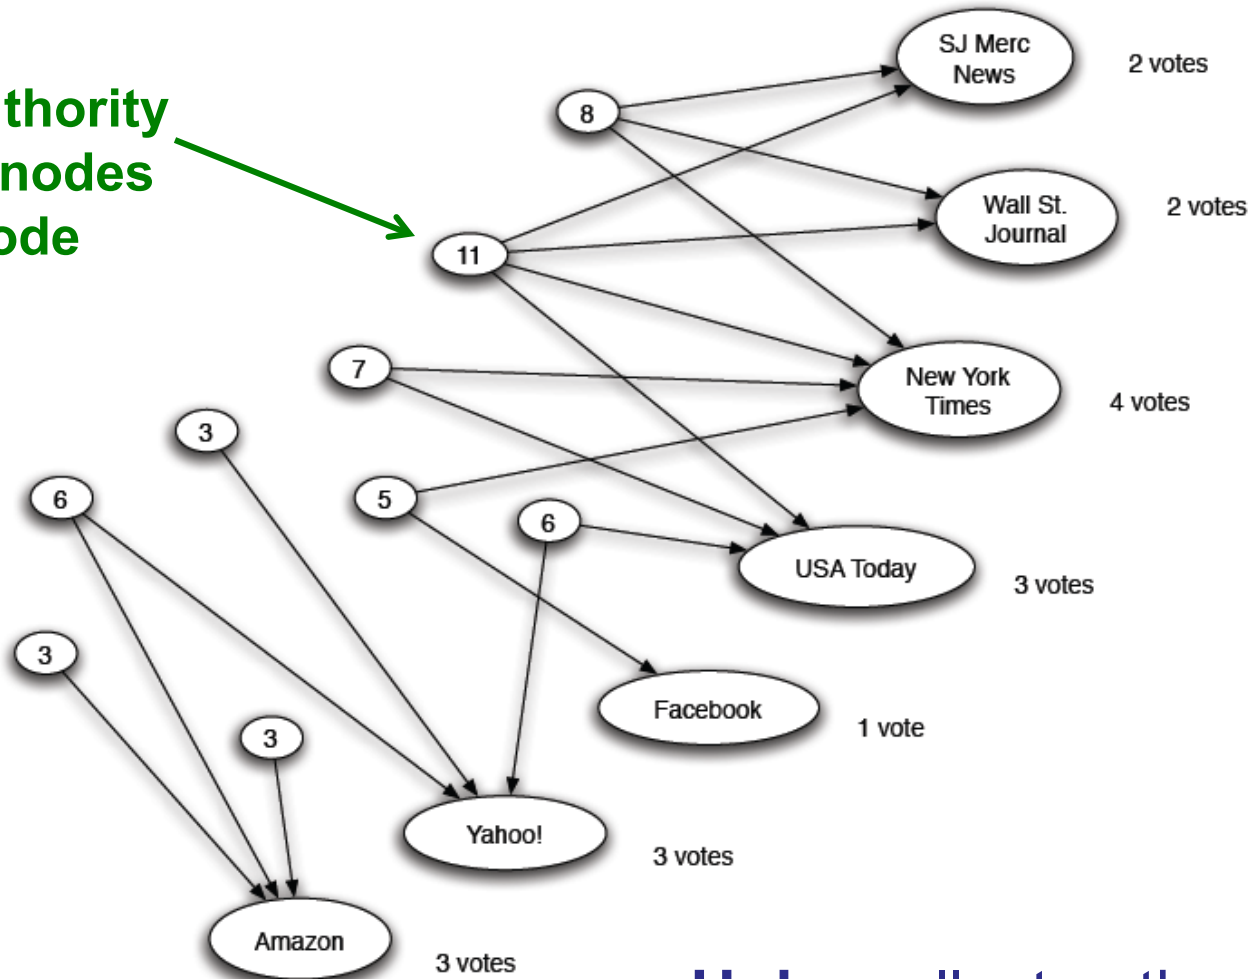 thority
nodes
ode
SJ Merc
News
2 votes
8
Wall St.
Journal
2 votes
11
7
New York
Times
4 votes
3
6
5
6
USA Today
3 votes
3
Facebook
1 vote
3
Yahoo!
3 votes
Amazon
3 votes